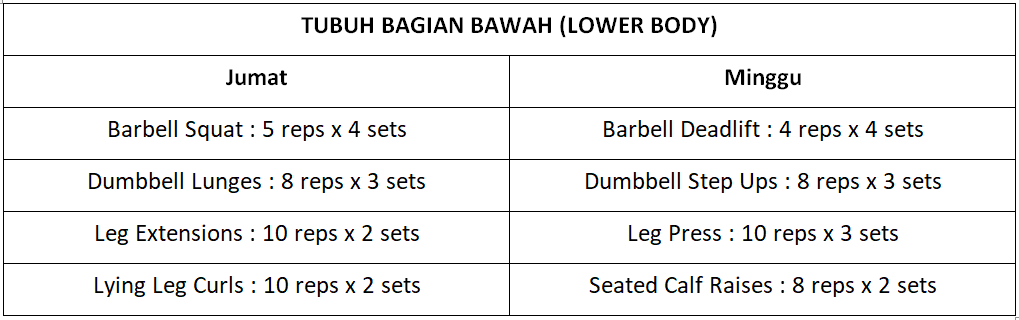 TUBUH BAGIAN BAWAH (LOWER BODY)
Jumat Minggu
Barbell Squat : 5 reps x 4 sets Barbell Deadlift : 4 reps x 4 sets
Dumbbell Lunges : 8 reps x 3 sets Dumbbell Step Ups : 8 reps x 3 sets
Leg Extensions : 10 reps x 2 sets Leg Press : 10 reps x 3 sets
Lying Leg Curls : 10 reps x 2 sets Seated Calf Raises : 8 reps x 2 sets